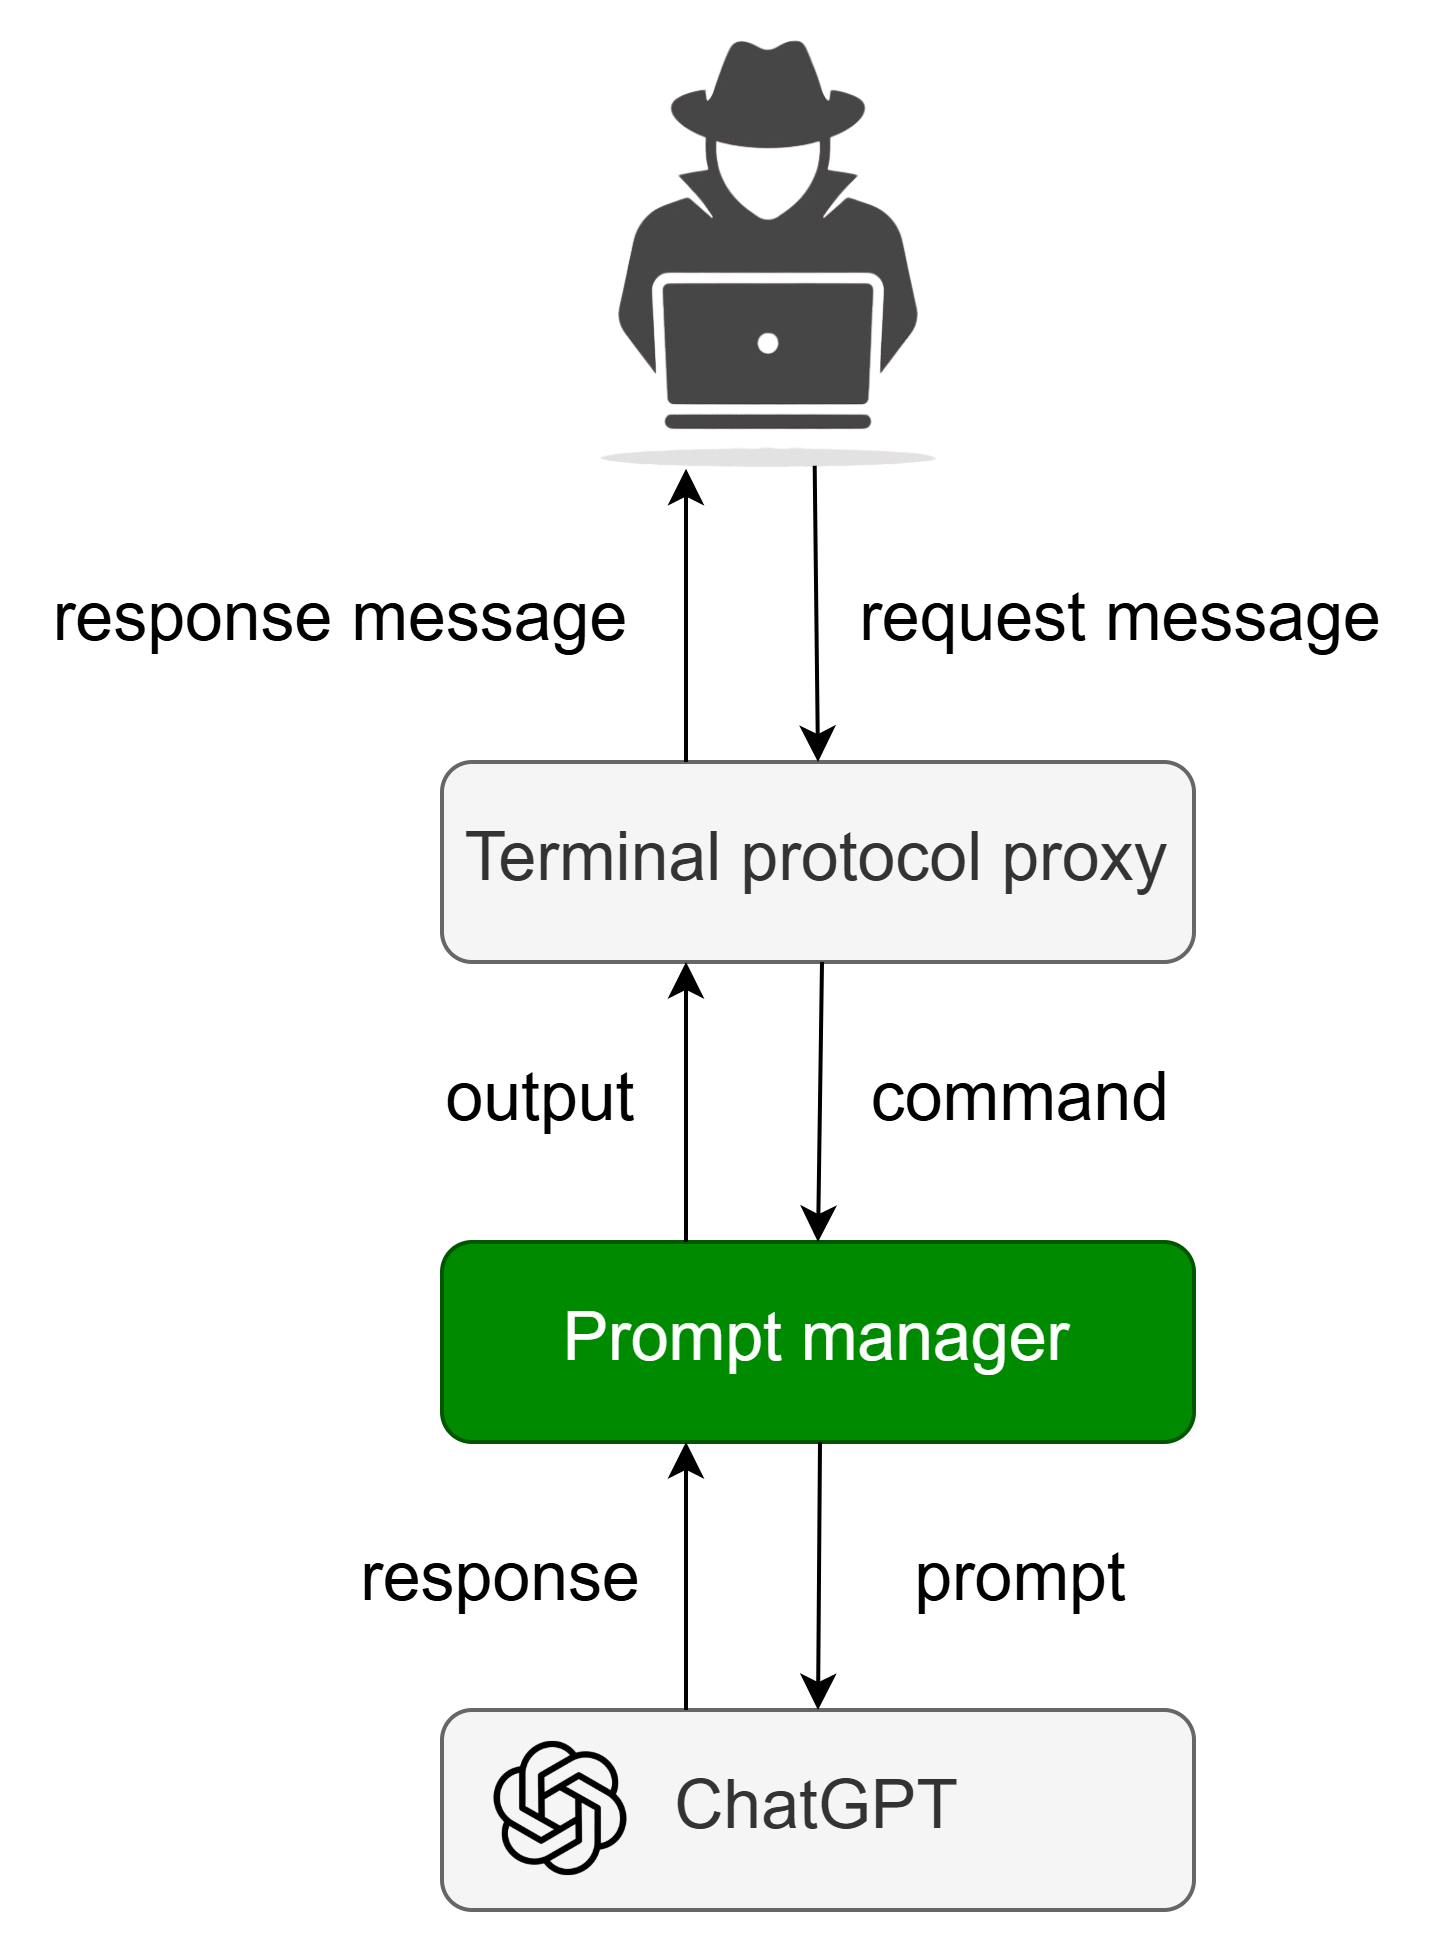 response message
request message
Terminal protocol proxy
output
command
Prompt manager
response
prompt
ChatGPT